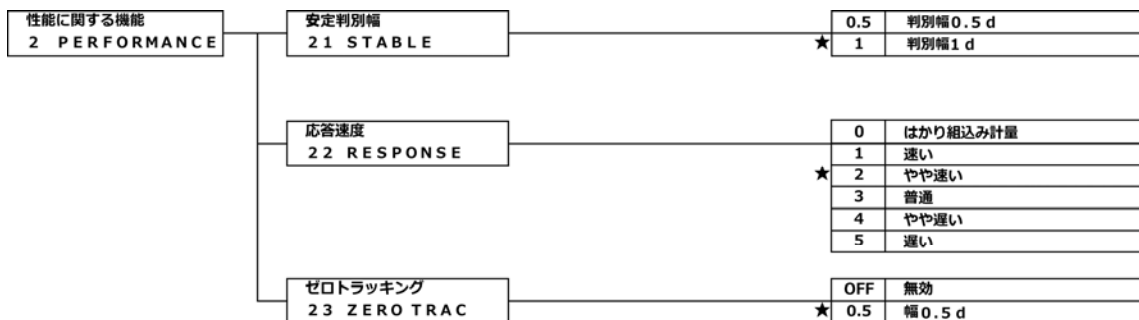 性能に関する機能
2 PERFORMANCE
安定判別幅
21 STABLE
0.5 判別幅0.5d
★ 1 判別幅1d
応答速度
22 RESPONSE
0 はかり組込み計量
1 速い
★ 2 やや速い
3 普通
4 やや遅い
5 遅い
ゼロトラッキング
23 ZERO TRAC
OFF 無効
★ 0.5 幅0.5d